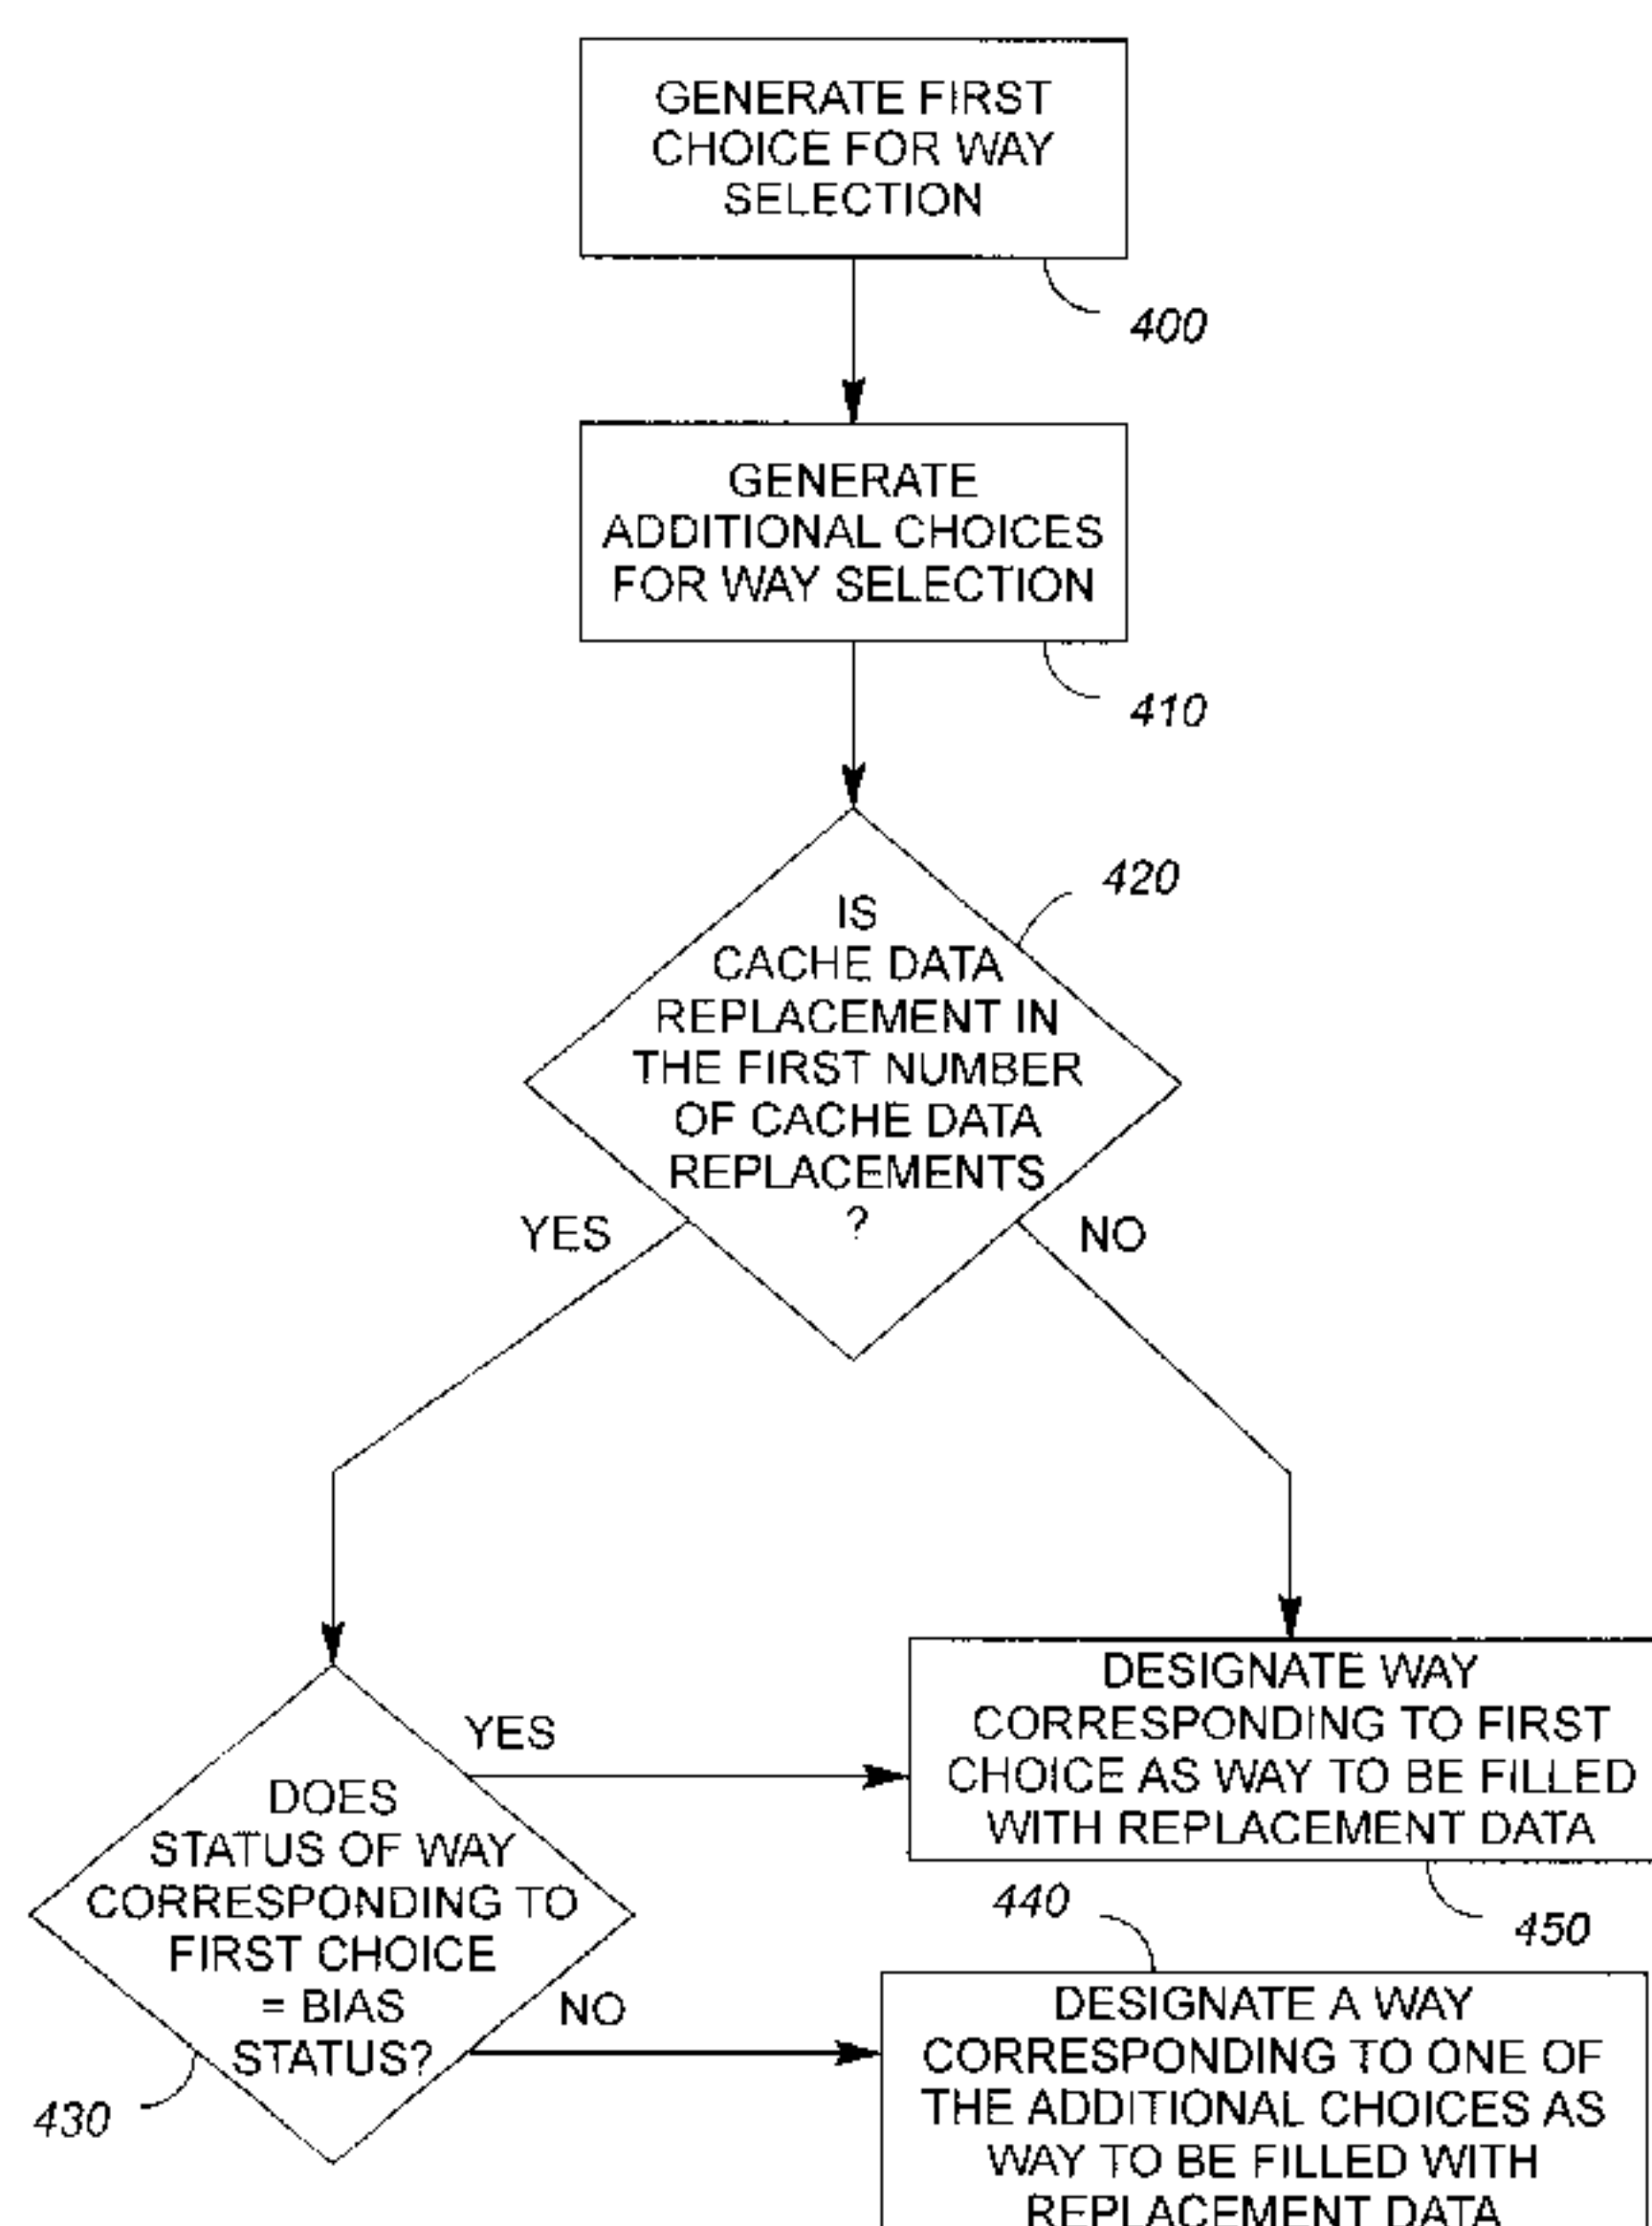 GENERATE FIRST
CHOICE FOR WAY
SELECTION
400
GENERATE
ADDITIONAL CHOICES
FOR WAY SELECTION
410
420
IS
CACHE DATA
REPLACEMENT IN
THE FIRST NUMBER
OF CACHE DATA
REPLACEMENTS
?
YES
NO
DESIGNATE WAY
CORRESPONDING TO FIRST
CHOICE AS WAY TO BE FILLED
WITH REPLACEMENT DATA
450
YES
DOES
STATUS OF WAY
CORRESPONDING TO
FIRST CHOICE
= BIAS
STATUS?
NO
430
440
DESIGNATE A WAY
CORRESPONDING TO ONE OF
THE ADDITIONAL CHOICES AS
WAY TO BE FILLED WITH
REPLACEMENT DATA